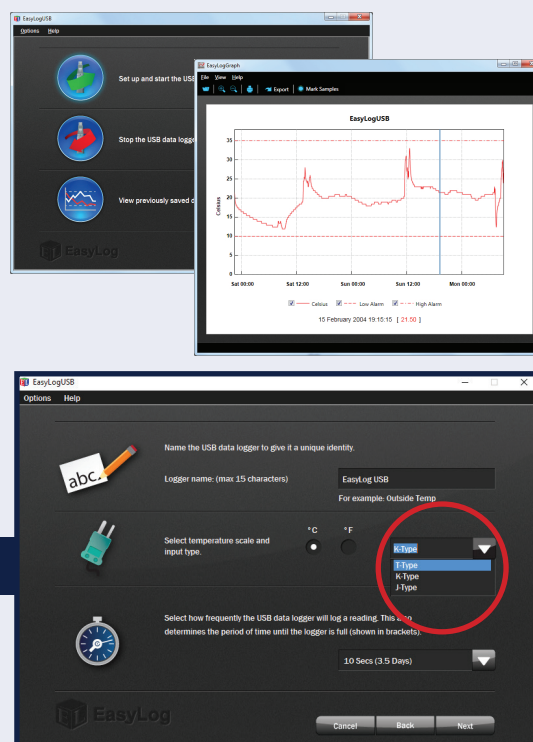 EasyLogUSB
Options Help
Set up and start the USB
Stop the USB data logge
View previously saved d
EasyLog
EasyLogGraph
File View Help
Export Mark Samples
EasyLogUSB
Celsius
35
30
25
20
15
10
5
0
Sat 00:00 Sat 12:00 Sun 00:00 Sun 12:00 Mon 00:00
Celsius Low Alarm High Alarm
15 February 2004 19:15:15 [ 21.50 ]
EasyLogUSB
Options Help
abc.
Name the USB data logger to give it a unique identity.
Logger name: (max 15 characters) EasyLog USB
For example: Outside Temp
°C °F
Select temperature scale and
input type.
K-Type
T-Type
K-Type
J-Type
Select how frequently the USB data logger will log a reading. This also
determines the period of time until the logger is full (shown in brackets).
10 Secs (3.5 Days)
EasyLog
Cancel Back Next